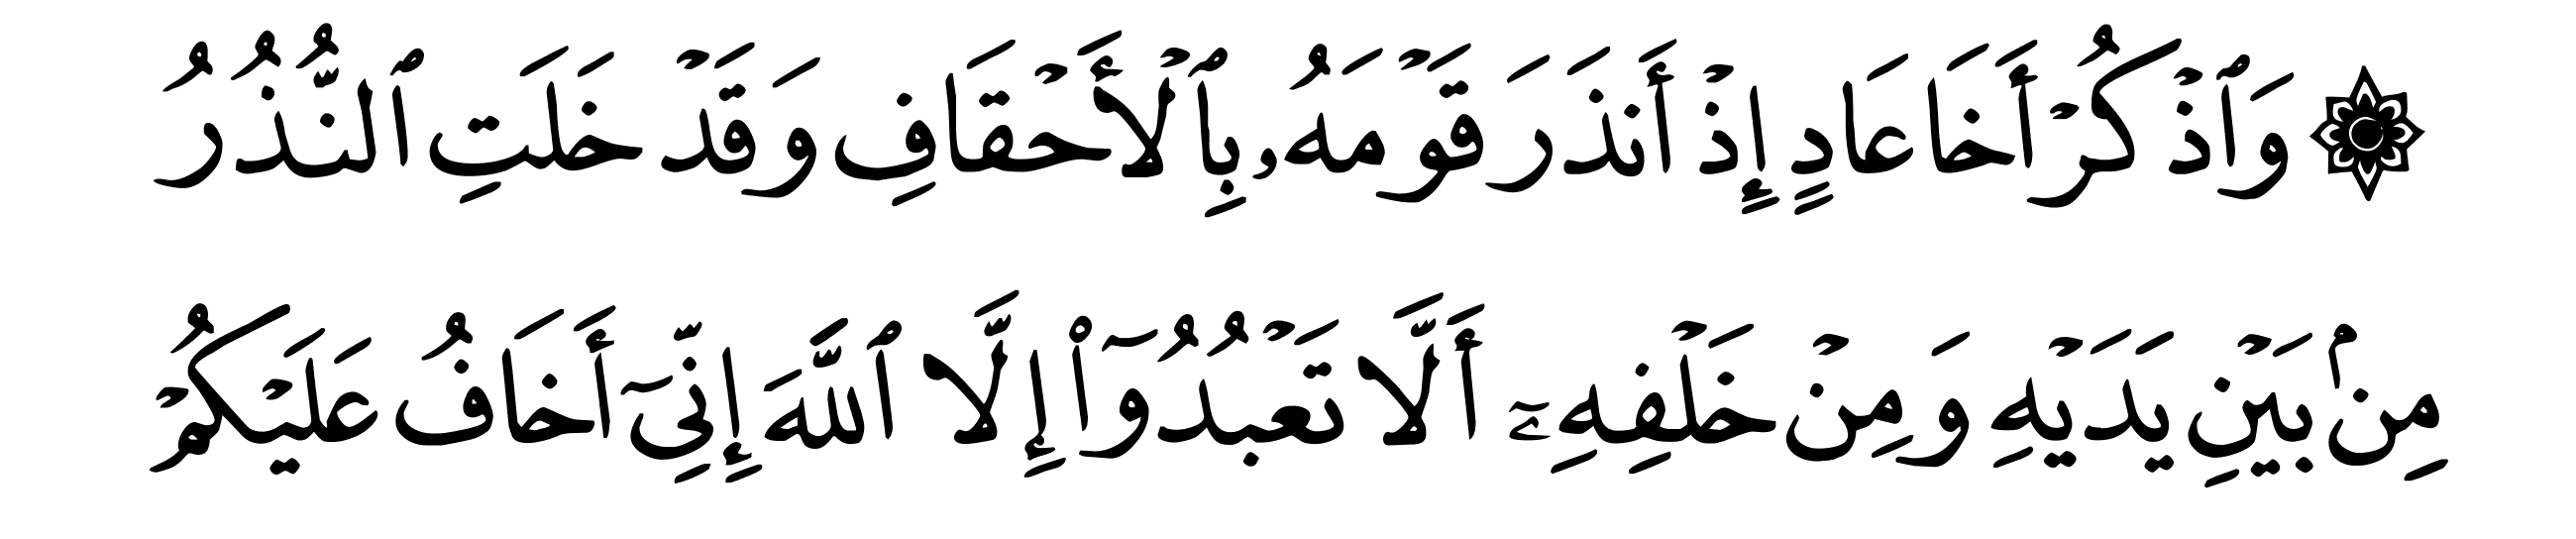 ۞ وَٱذۡكُرۡ أَخَا عَادٍ إِذۡ أَنذَرَ قَوۡمَهُۥ بِٱلۡأَحۡقَافِ وَقَدۡ خَلَتِ ٱلنُّذُرُ
مِنۢ بَيۡنِ يَدَيۡهِ وَمِنۡ خَلۡفِهِۦٓ أَلَّا تَعۡبُدُوٓاْ إِلَّا ٱللَّهَ إِنِّيٓ أَخَافُ عَلَيۡكُمۡ